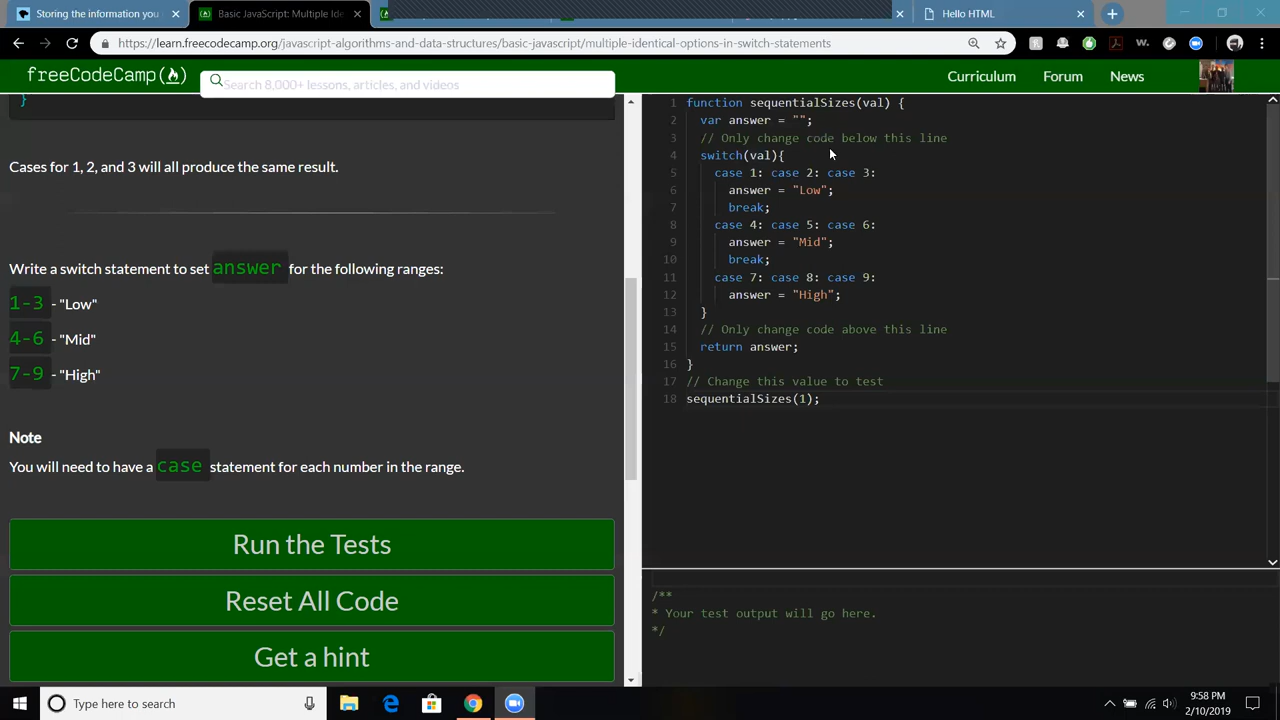 Storing the information you
Basic JavaScript: Multiple Ide
Hello HTML
https://learn.freecodecamp.org/javascript-algorithms-and-data-structures/basic-javascript/multiple-identical-options-in-switch-statements
freeCodeCamp
Search 8,000+ lessons, articles, and videos
Curriculum
Forum
News
}
Cases for 1, 2, and 3 will all produce the same result.
Write a switch statement to set answer for the following ranges:
1-3 - "Low"
4-6 - "Mid"
7-9 - "High"
Note
You will need to have a case statement for each number in the range.
Run the Tests
Reset All Code
Get a hint
1 function sequentialSizes(val) {
2 var answer = "";
3 // Only change code below this line
4 switch(val){
5 case 1: case 2: case 3:
6 answer = "Low";
7 break;
8 case 4: case 5: case 6:
9 answer = "Mid";
10 break;
11 case 7: case 8: case 9:
12 answer = "High";
13 }
14 // Only change code above this line
15 return answer;
16 }
17 // Change this value to test
18 sequentialSizes(1);
/**
* Your test output will go here.
*/
Type here to search
9:58 PM
2/10/2019